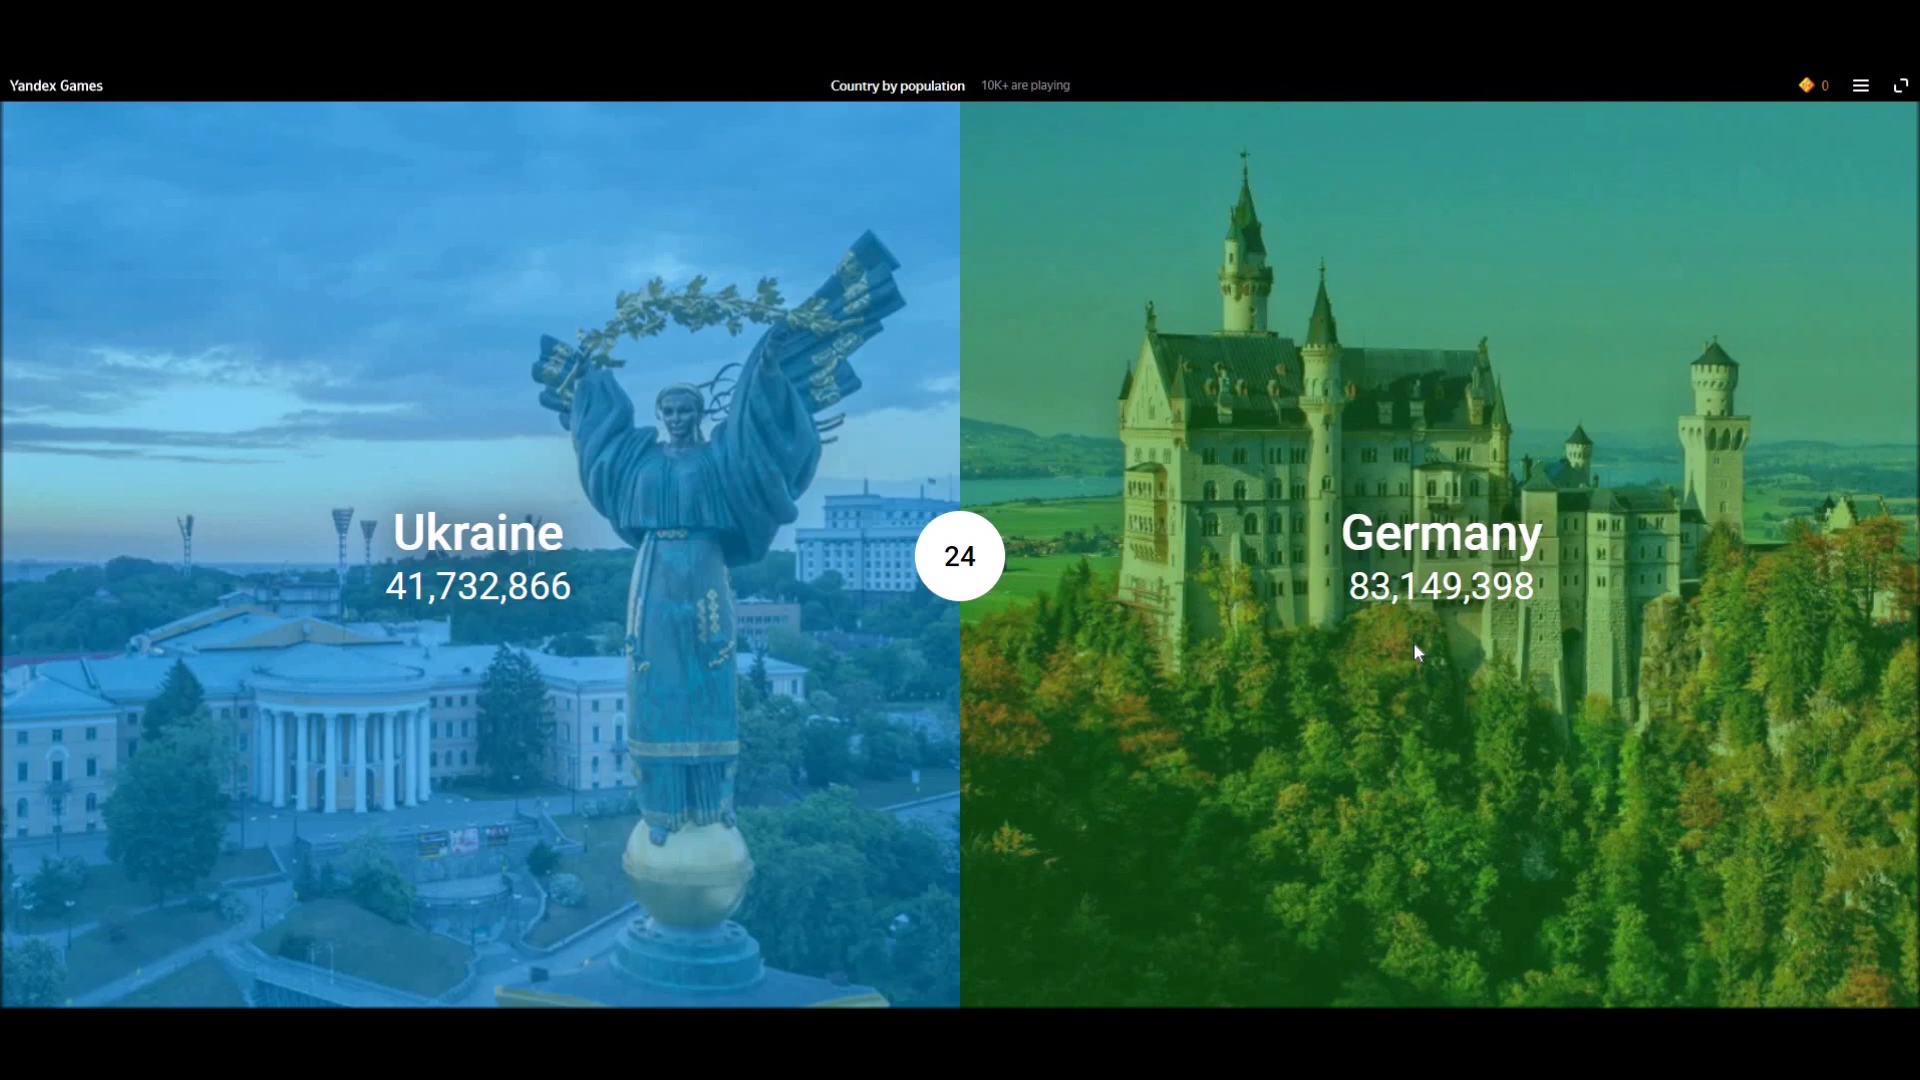 Yandex Games
Country by population 10K+ are playing
0
Ukraine
41,732,866
24
Germany
83,149,398